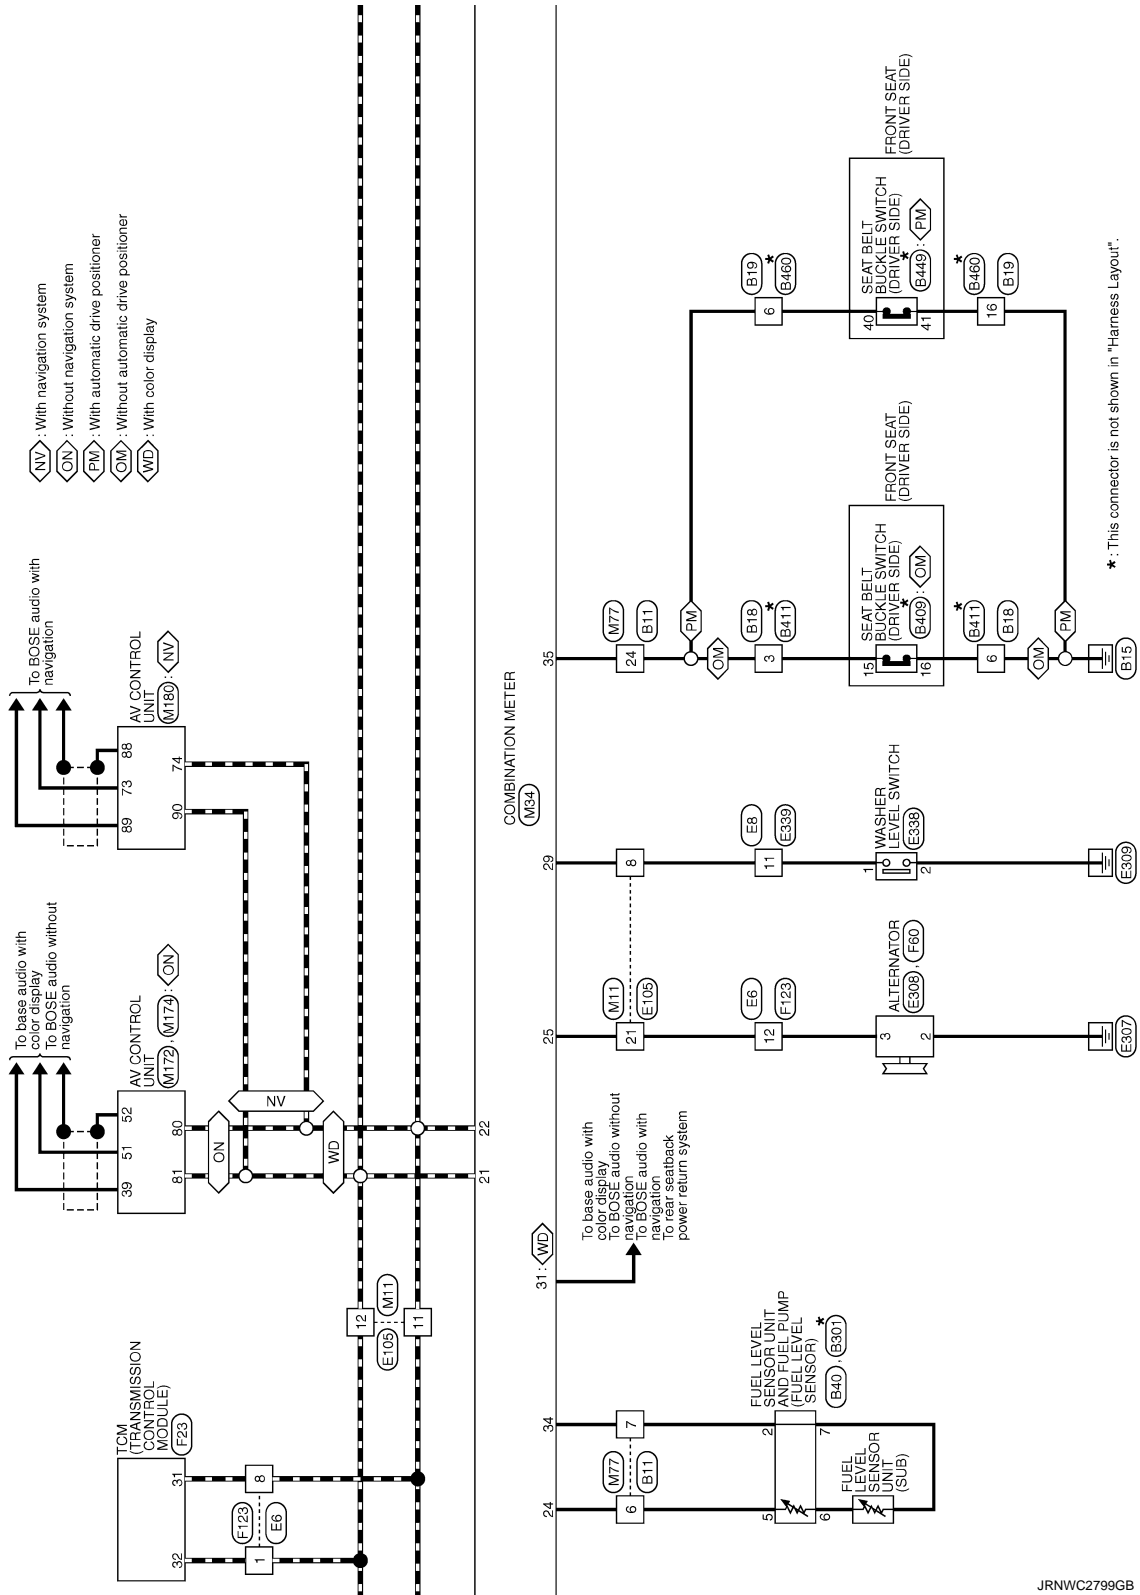 NV : With navigation system
ON : Without navigation system
PM : With automatic drive positioner
OM : Without automatic drive positioner
WD : With color display
TCM
(TRANSMISSION
CONTROL
MODULE)
F23
32
31
F123
E6
1
8
12
11
E105
M11
To base audio with
color display
To BOSE audio without
navigation
AV CONTROL
UNIT
M172 , M174 : ON
39
51
52
81
80
ON
NV
WD
21
22
To BOSE audio with
navigation
AV CONTROL
UNIT
M180 : NV
89
73
88
90
74
COMBINATION METER
M34
24
34
31 : WD
25
29
35
M77
B11
6
7
5
2
6
7
FUEL LEVEL
SENSOR UNIT
AND FUEL PUMP
(FUEL LEVEL
SENSOR) *
B40 , B301
FUEL
LEVEL
SENSOR
UNIT
(SUB)
To base audio with
color display
To BOSE audio without
navigation
To BOSE audio with
navigation
To rear seatback
power return system
21
M11
E105
8
12
E6
F123
3
2
ALTERNATOR
E308 , F60
E307
11
E8
E339
1
2
WASHER
LEVEL SWITCH
E338
E309
24
M77
B11
PM
OM
3
B18
*
B411
15
16
SEAT BELT
BUCKLE SWITCH
(DRIVER SIDE)
*
B409 : OM
FRONT SEAT
(DRIVER SIDE)
6
*
B411
B18
OM
PM
B15
6
B19
*
B460
40
41
SEAT BELT
BUCKLE SWITCH
(DRIVER SIDE)
*
B449 : PM
FRONT SEAT
(DRIVER SIDE)
16
*
B460
B19
* : This connector is not shown in "Harness Layout".
JRNWC2799GB